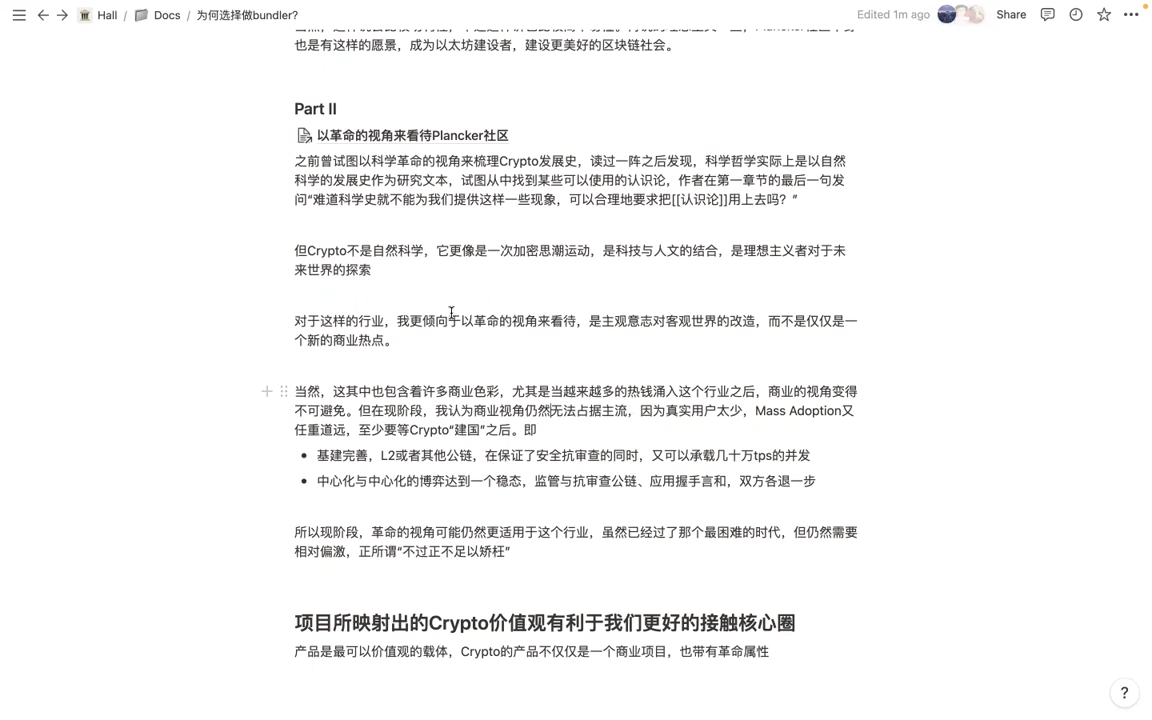 Hall / Docs / 为何选择做bundler?
Edited 1m ago
Share
也是有这样的愿景，成为以太坊建设者，建设更美好的区块链社会。
Part II
以革命的视角来看待Plancker社区
之前曾试图以科学革命的视角来梳理Crypto发展史，读过一阵之后发现，科学哲学实际上是以自然
科学的发展史作为研究文本，试图从中找到某些可以使用的认识论，作者在第一章节的最后一句发
问“难道科学史就不能为我们提供这样一些现象，可以合理地要求把[[认识论]]用上去吗？”
但Crypto不是自然科学，它更像是一次加密思潮运动，是科技与人文的结合，是理想主义者对于未
来世界的探索
对于这样的行业，我更倾向于以革命的视角来看待，是主观意志对客观世界的改造，而不是仅仅是一
个新的商业热点。
当然，这其中也包含着许多商业色彩，尤其是当越来越多的热钱涌入这个行业之后，商业的视角变得
不可避免。但在现阶段，我认为商业视角仍然无法占据主流，因为真实用户太少，Mass Adoption又
任重道远，至少要等Crypto“建国”之后。即
• 基建完善，L2或者其他公链，在保证了安全抗审查的同时，又可以承载几十万tps的并发
• 中心化与中心化的博弈达到一个稳态，监管与抗审查公链、应用握手言和，双方各退一步
所以现阶段，革命的视角可能仍然更适用于这个行业，虽然已经过了那个最困难的时代，但仍然需要
相对偏激，正所谓“不过正不足以矫枉”
项目所映射出的Crypto价值观有利于我们更好的接触核心圈
产品是最可以价值观的载体，Crypto的产品不仅仅是一个商业项目，也带有革命属性
?